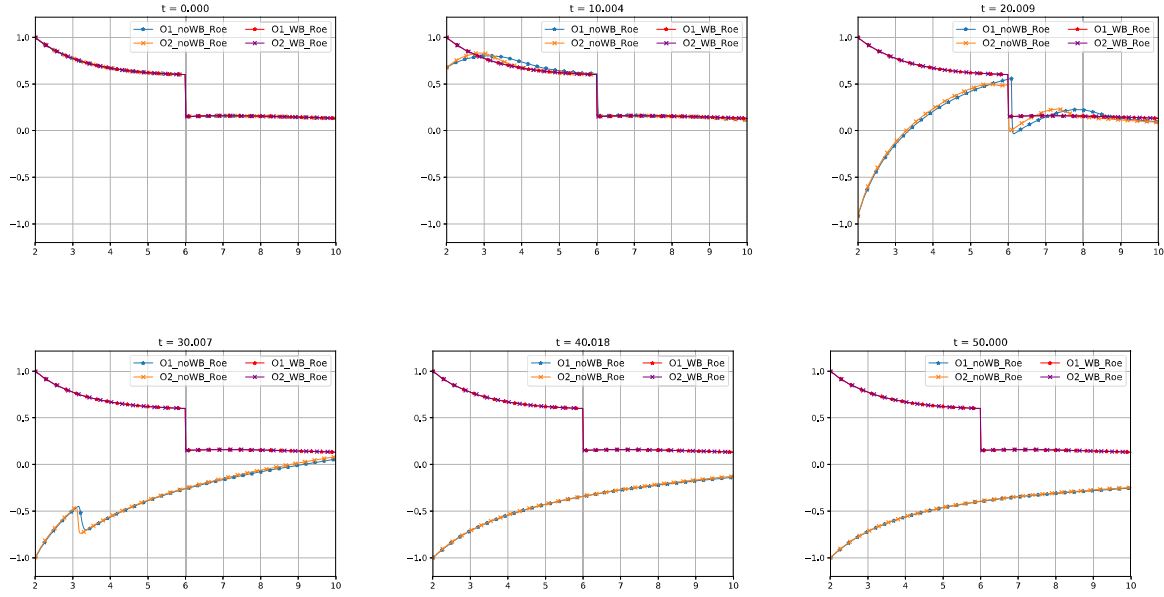 t = 0.000
O1_noWB_Roe O1_WB_Roe
O2_noWB_Roe O2_WB_Roe
1.0
0.5
0.0
−0.5
−1.0
2 3 4 5 6 7 8 9 10
t = 10.004
O1_noWB_Roe O1_WB_Roe
O2_noWB_Roe O2_WB_Roe
1.0
0.5
0.0
−0.5
−1.0
2 3 4 5 6 7 8 9 10
t = 20.009
O1_noWB_Roe O1_WB_Roe
O2_noWB_Roe O2_WB_Roe
1.0
0.5
0.0
−0.5
−1.0
2 3 4 5 6 7 8 9 10
t = 30.007
O1_noWB_Roe O1_WB_Roe
O2_noWB_Roe O2_WB_Roe
1.0
0.5
0.0
−0.5
−1.0
2 3 4 5 6 7 8 9 10
t = 40.018
O1_noWB_Roe O1_WB_Roe
O2_noWB_Roe O2_WB_Roe
1.0
0.5
0.0
−0.5
−1.0
2 3 4 5 6 7 8 9 10
t = 50.000
O1_noWB_Roe O1_WB_Roe
O2_noWB_Roe O2_WB_Roe
1.0
0.5
0.0
−0.5
−1.0
2 3 4 5 6 7 8 9 10